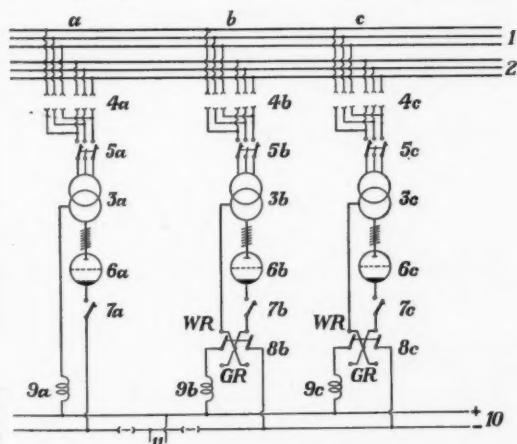 a b c
1
2
4a 4b 4c
5a 5b 5c
3a 3b 3c
6a 6b 6c
7a 7b 7c
WR WR
8b 8c
GR GR
9a 9b 9c
+
10
−
11